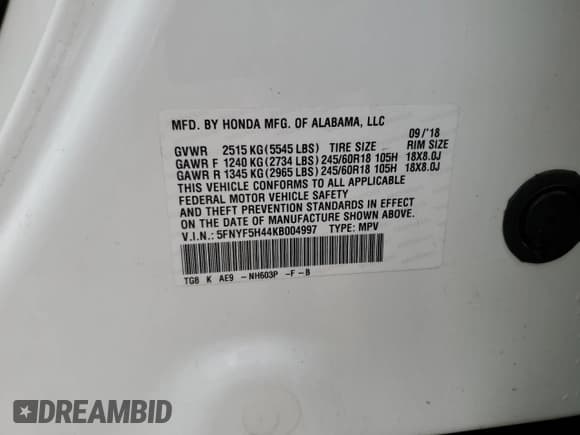 MFD. BY HONDA MFG. OF ALABAMA, LLC
09/'18
GVWR 2515 KG (5545 LBS) TIRE SIZE RIM SIZE
GAWR F 1240 KG (2734 LBS) 245/60R18 105H 18X8.0J
GAWR R 1345 KG (2965 LBS) 245/60R18 105H 18X8.0J
THIS VEHICLE CONFORMS TO ALL APPLICABLE
FEDERAL MOTOR VEHICLE SAFETY
AND THEFT PREVENTION STANDARDS IN EFFECT
ON THE DATE OF MANUFACTURE SHOWN ABOVE.
V.I.N.: 5FNYF5H44KB004997 TYPE: MPV
TG8 K AE9 - NH603P -F-B
DREAMBID